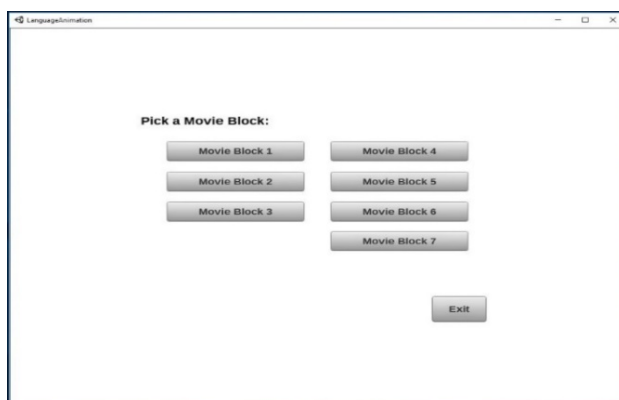 LanguageAnimation
Pick a Movie Block:
Movie Block 1
Movie Block 2
Movie Block 3
Movie Block 4
Movie Block 5
Movie Block 6
Movie Block 7
Exit